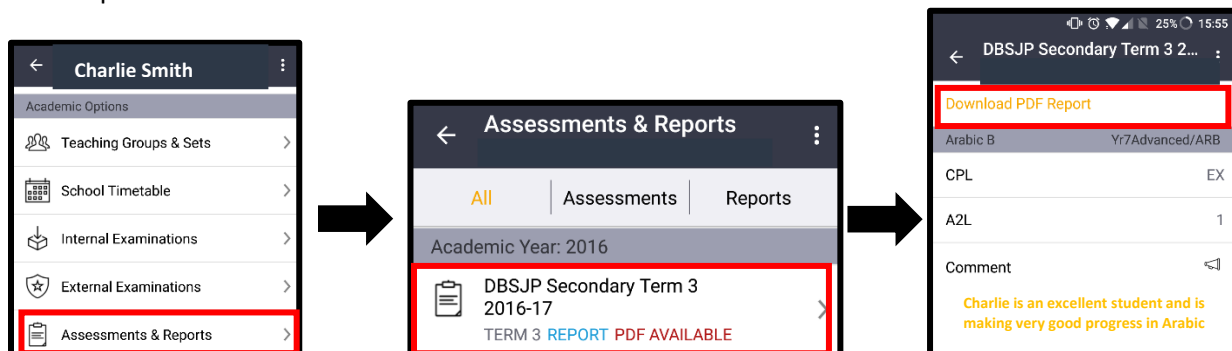 Charlie Smith
Academic Options
Teaching Groups & Sets
School Timetable
Internal Examinations
External Examinations
Assessments & Reports
Assessments & Reports
All Assessments Reports
Academic Year: 2016
DBSJP Secondary Term 3
2016-17
TERM 3 REPORT PDF AVAILABLE
25% 15:55
DBSJP Secondary Term 3 2...
Download PDF Report
Arabic B Yr7Advanced/ARB
CPL EX
A2L 1
Comment
Charlie is an excellent student and is
making very good progress in Arabic